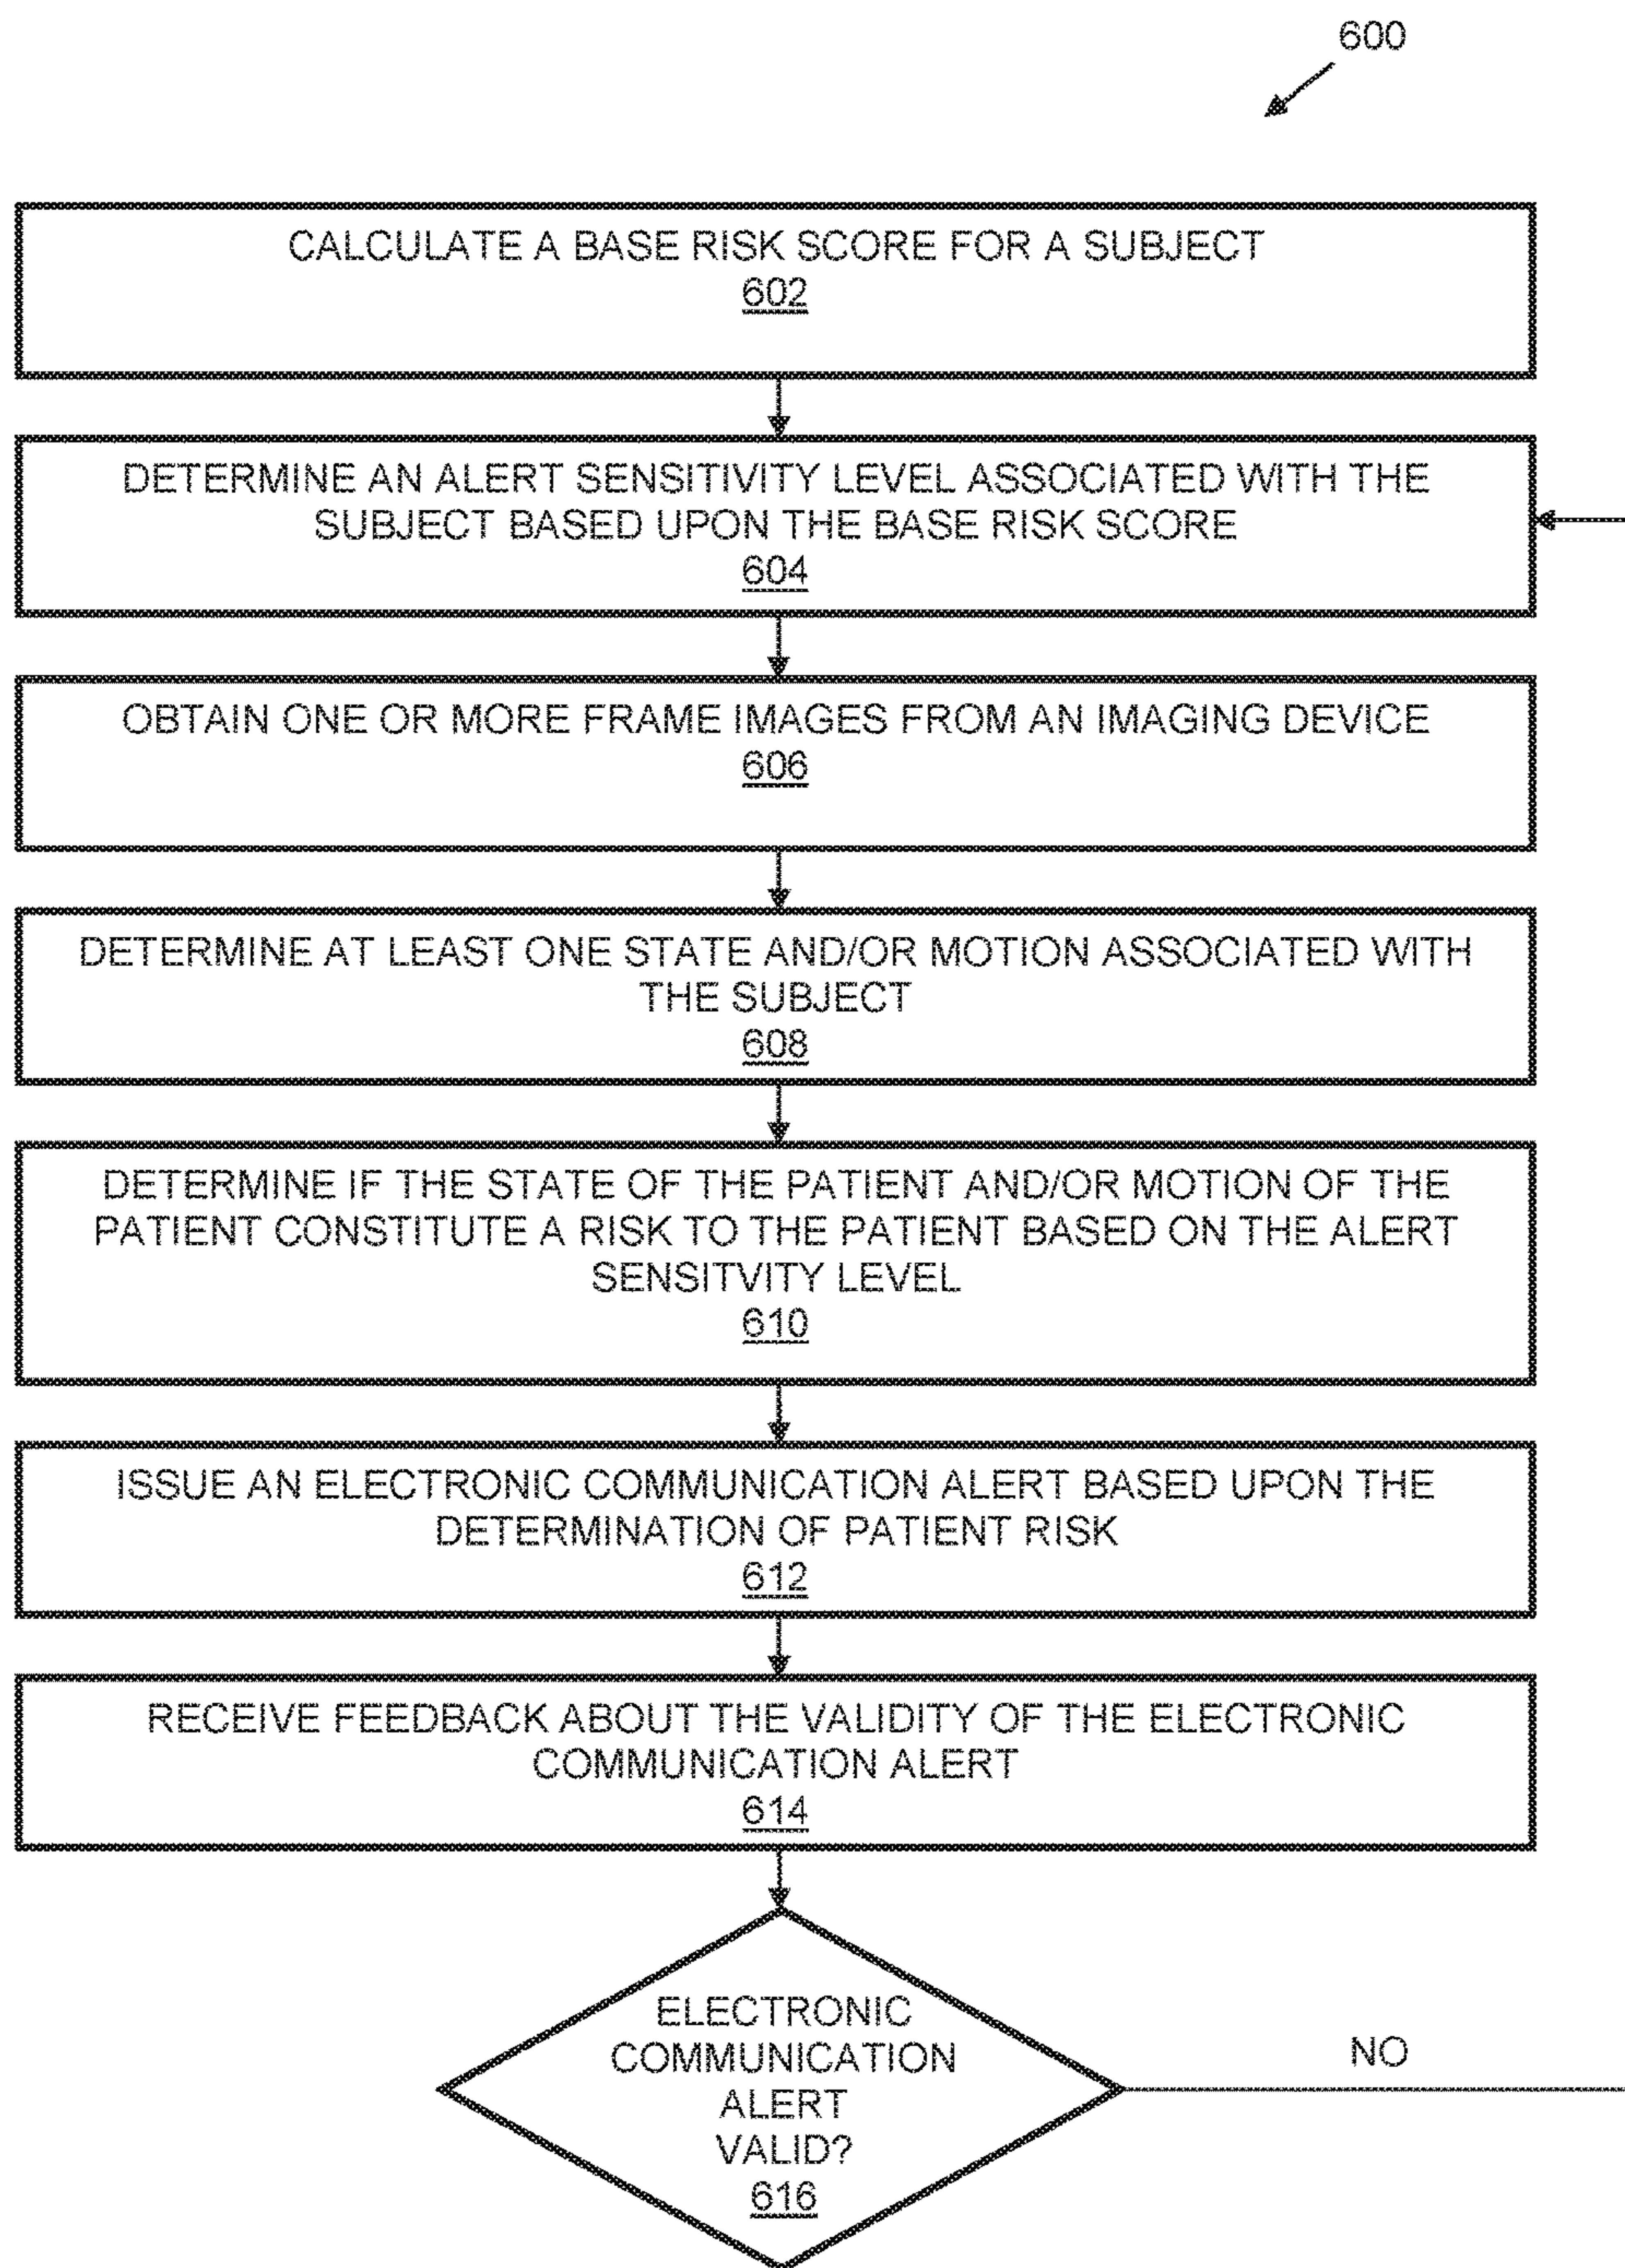 600
CALCULATE A BASE RISK SCORE FOR A SUBJECT
602
DETERMINE AN ALERT SENSITIVITY LEVEL ASSOCIATED WITH THE
SUBJECT BASED UPON THE BASE RISK SCORE
604
OBTAIN ONE OR MORE FRAME IMAGES FROM AN IMAGING DEVICE
606
DETERMINE AT LEAST ONE STATE AND/OR MOTION ASSOCIATED WITH
THE SUBJECT
608
DETERMINE IF THE STATE OF THE PATIENT AND/OR MOTION OF THE
PATIENT CONSTITUTE A RISK TO THE PATIENT BASED ON THE ALERT
SENSITVITY LEVEL
610
ISSUE AN ELECTRONIC COMMUNICATION ALERT BASED UPON THE
DETERMINATION OF PATIENT RISK
612
RECEIVE FEEDBACK ABOUT THE VALIDITY OF THE ELECTRONIC
COMMUNICATION ALERT
614
ELECTRONIC
COMMUNICATION
ALERT
VALID?
616
NO